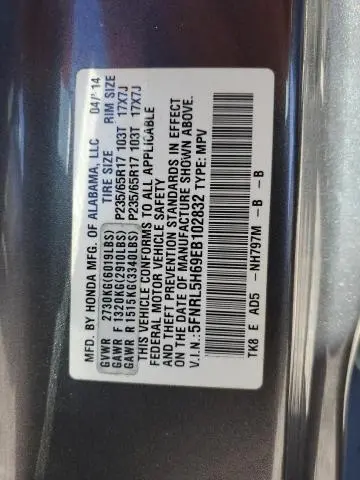 MFD. BY HONDA MFG. OF ALABAMA, LLC 04/14
TIRE SIZE RIM SIZE
GVWR 2730KG(6019LBS)
GAWR F 1320KG(2910LBS) P235/65R17 103T 17X7J
GAWR R 1515KG(3340LBS) P235/65R17 103T 17X7J
THIS VEHICLE CONFORMS TO ALL APPLICABLE
FEDERAL MOTOR VEHICLE SAFETY
AND THEFT PREVENTION STANDARDS IN EFFECT
ON THE DATE OF MANUFACTURE SHOWN ABOVE.
V.I.N.: 5FNRL5H69EB102832 TYPE: MPV
TK8 E AD5 -NH797M- B -B